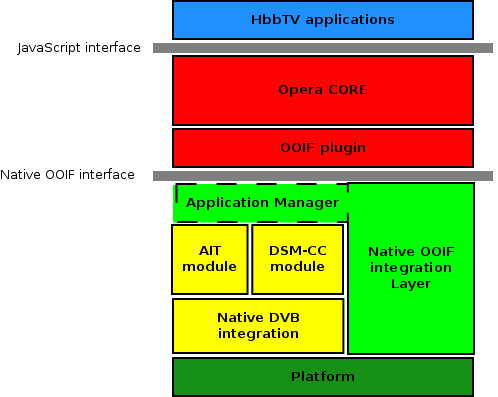 HbbTV applications
JavaScript interface
Opera CORE
OOIF plugin
Native OOIF interface
Application Manager
AIT
module
DSM-CC
module
Native OOIF
integration
Layer
Native DVB
integration
Platform